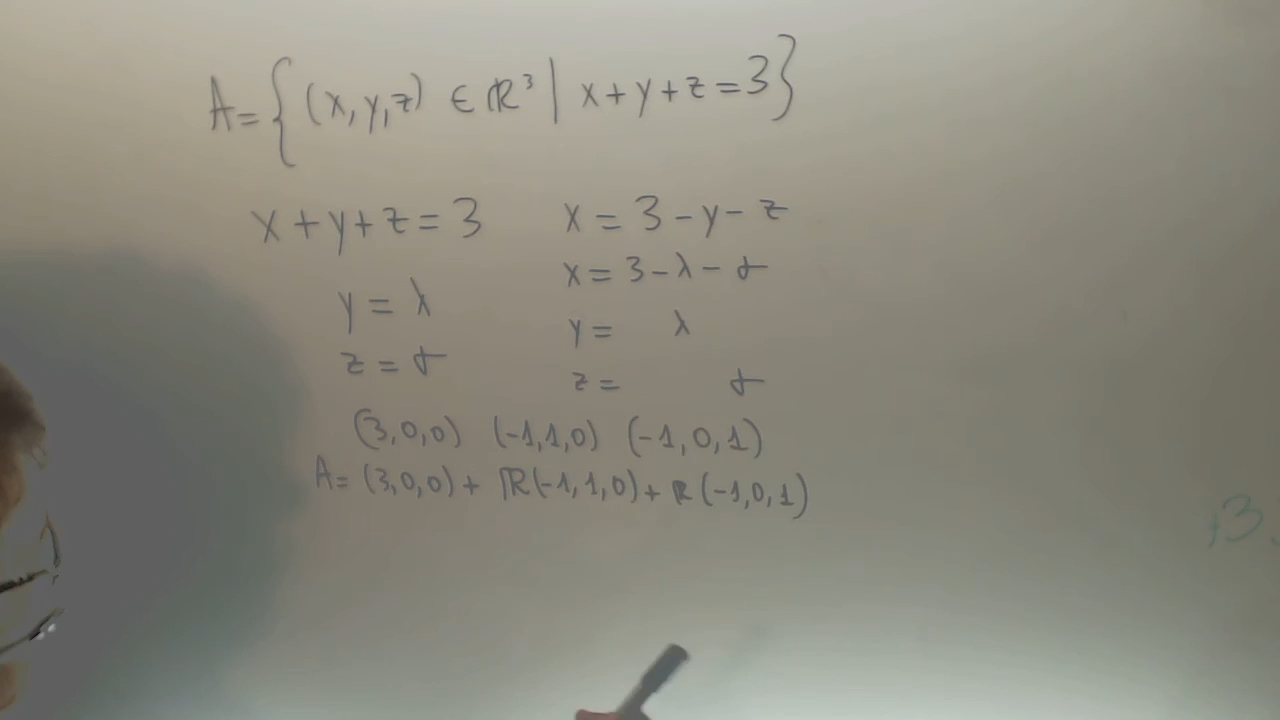 A={(x,y,z) ∈ ℝ³ | x+y+z=3}
x+y+z=3 x=3-y-z
x=3-λ-σ
y=λ y= λ
z=σ z= σ
(3,0,0) (-1,1,0) (-1,0,1)
A=(3,0,0)+ ℝ(-1,1,0)+ ℝ(-1,0,1)